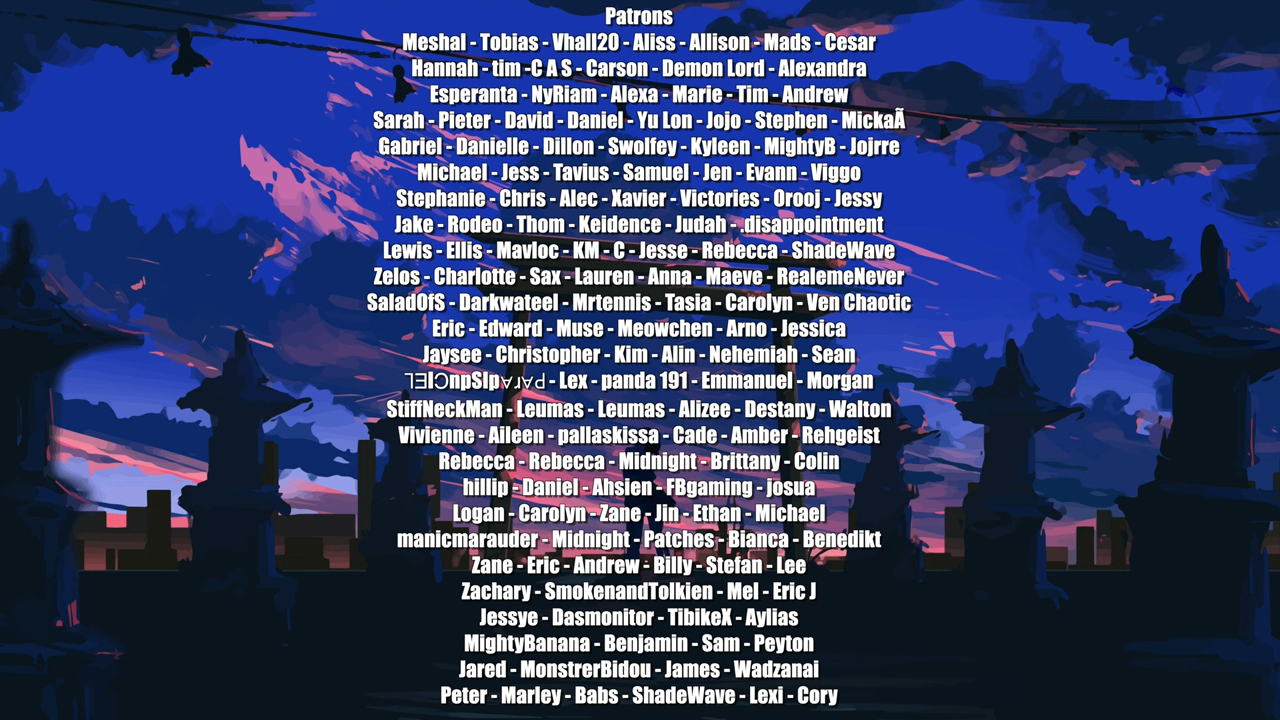 Patrons
Meshal - Tobias - Vhall20 - Aliss - Allison - Mads - Cesar
Hannah - tim -C A S - Carson - Demon Lord - Alexandra
Esperanta - NyRiam - Alexa - Marie - Tim - Andrew
Sarah - Pieter - David - Daniel - Yu Lon - Jojo - Stephen - MickaÃ
Gabriel - Danielle - Dillon - Swolfey - Kyleen - MightyB - Jojrre
Michael - Jess - Tavius - Samuel - Jen - Evann - Viggo
Stephanie - Chris - Alec - Xavier - Victories - Orooj - Jessy
Jake - Rodeo - Thom - Keidence - Judah - .disappointment
Lewis - Ellis - Mavloc - KM - C - Jesse - Rebecca - ShadeWave
Zelos - Charlotte - Sax - Lauren - Anna - Maeve - RealemeNever
SaladOfS - Darkwateel - Mrtennis - Tasia - Carolyn - Ven Chaotic
Eric - Edward - Muse - Meowchen - Arno - Jessica
Jaysee - Christopher - Kim - Alin - Nehemiah - Sean
- Lex - panda 191 - Emmanuel - Morgan
StiffNeckMan - Leumas - Leumas - Alizee - Destany - Walton
Vivienne - Aileen - pallaskissa - Cade - Amber - Rehgeist
Rebecca - Rebecca - Midnight - Brittany - Colin
hillip - Daniel - Ahsien - FBgaming - josua
Logan - Carolyn - Zane - Jin - Ethan - Michael
manicmarauder - Midnight - Patches - Bianca - Benedikt
Zane - Eric - Andrew - Billy - Stefan - Lee
Zachary - SmokenandTolkien - Mel - Eric J
Jessye - Dasmonitor - TibikeX - Aylias
MightyBanana - Benjamin - Sam - Peyton
Jared - MonstrerBidou - James - Wadzanai
Peter - Marley - Babs - ShadeWave - Lexi - Cory